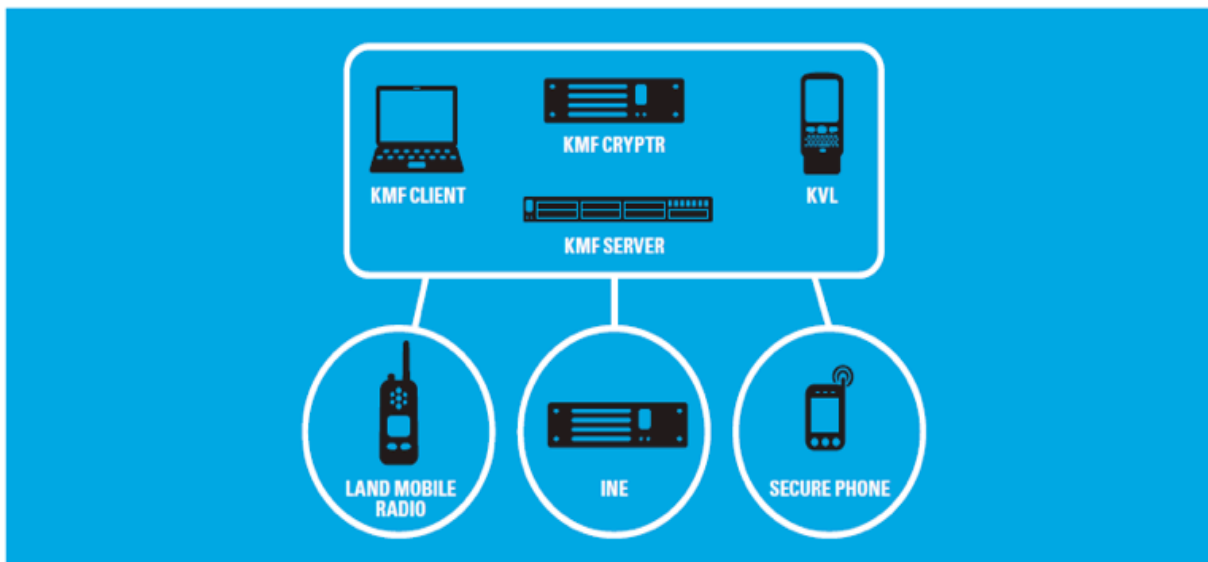 KMF CRYPTR
KMF CLIENT
KVL
KMF SERVER
LAND MOBILE
RADIO
INE
SECURE PHONE